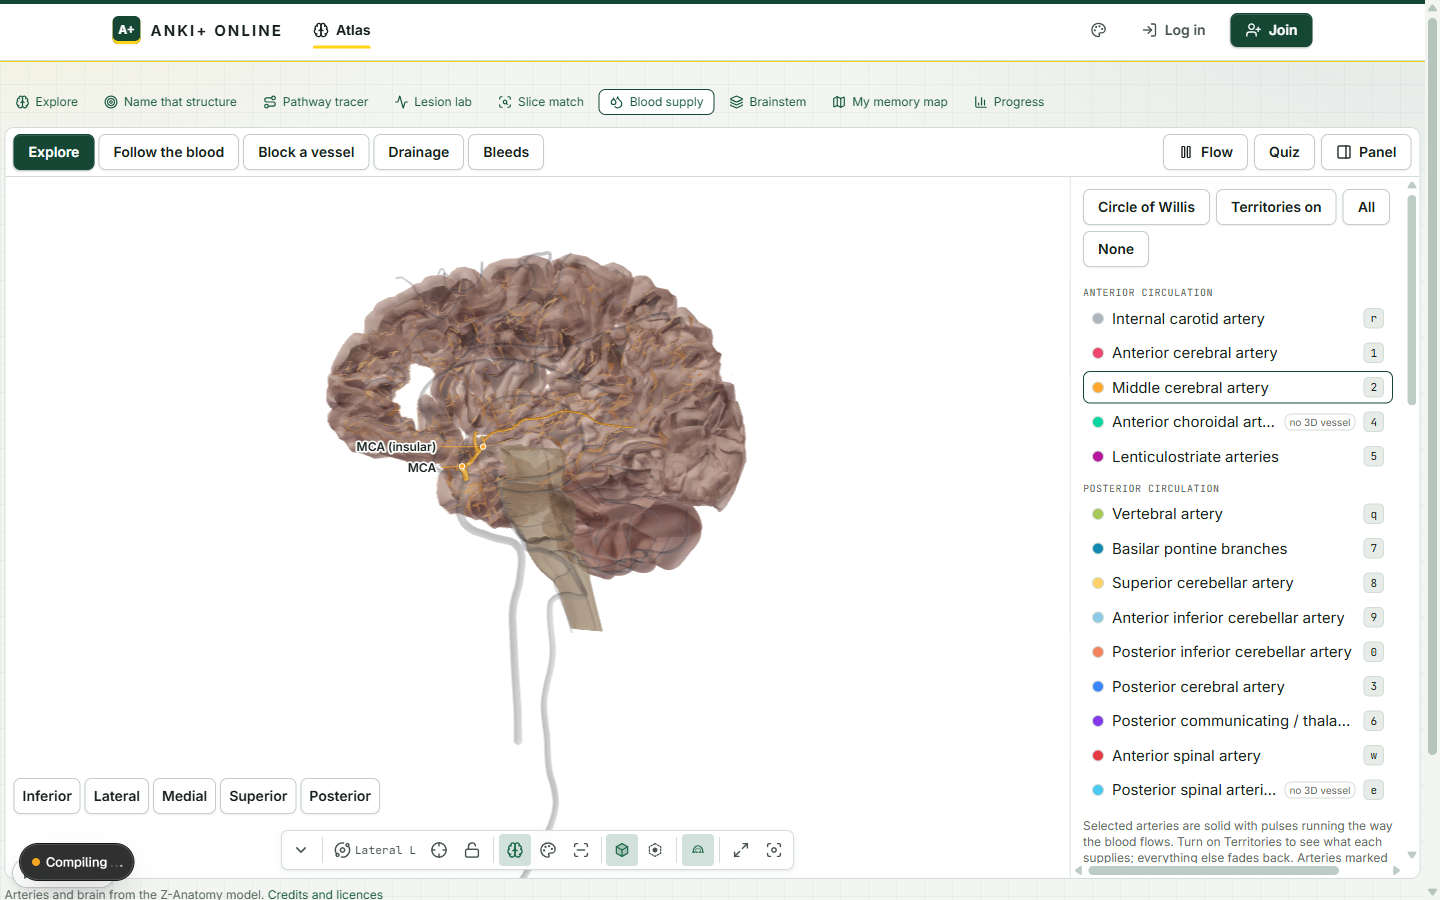 A+ ANKI+ ONLINE Atlas Log in Join
Explore Name that structure Pathway tracer Lesion lab Slice match Blood supply Brainstem My memory map Progress
Explore Follow the blood Block a vessel Drainage Bleeds Flow Quiz Panel
Circle of Willis Territories on All
None
ANTERIOR CIRCULATION
Internal carotid artery r
Anterior cerebral artery 1
Middle cerebral artery 2
Anterior choroidal art... no 3D vessel 4
Lenticulostriate arteries 5
POSTERIOR CIRCULATION
Vertebral artery q
Basilar pontine branches 7
Superior cerebellar artery 8
Anterior inferior cerebellar artery 9
Posterior inferior cerebellar artery 0
Posterior cerebral artery 3
Posterior communicating / thala... 6
Anterior spinal artery w
Posterior spinal arteri... no 3D vessel e
Selected arteries are solid with pulses running the way
the blood flows. Turn on Territories to see what each
supplies; everything else fades back. Arteries marked
MCA (insular)
MCA
Inferior Lateral Medial Superior Posterior
Lateral L
Compiling ...
Arteries and brain from the Z-Anatomy model. Credits and licences